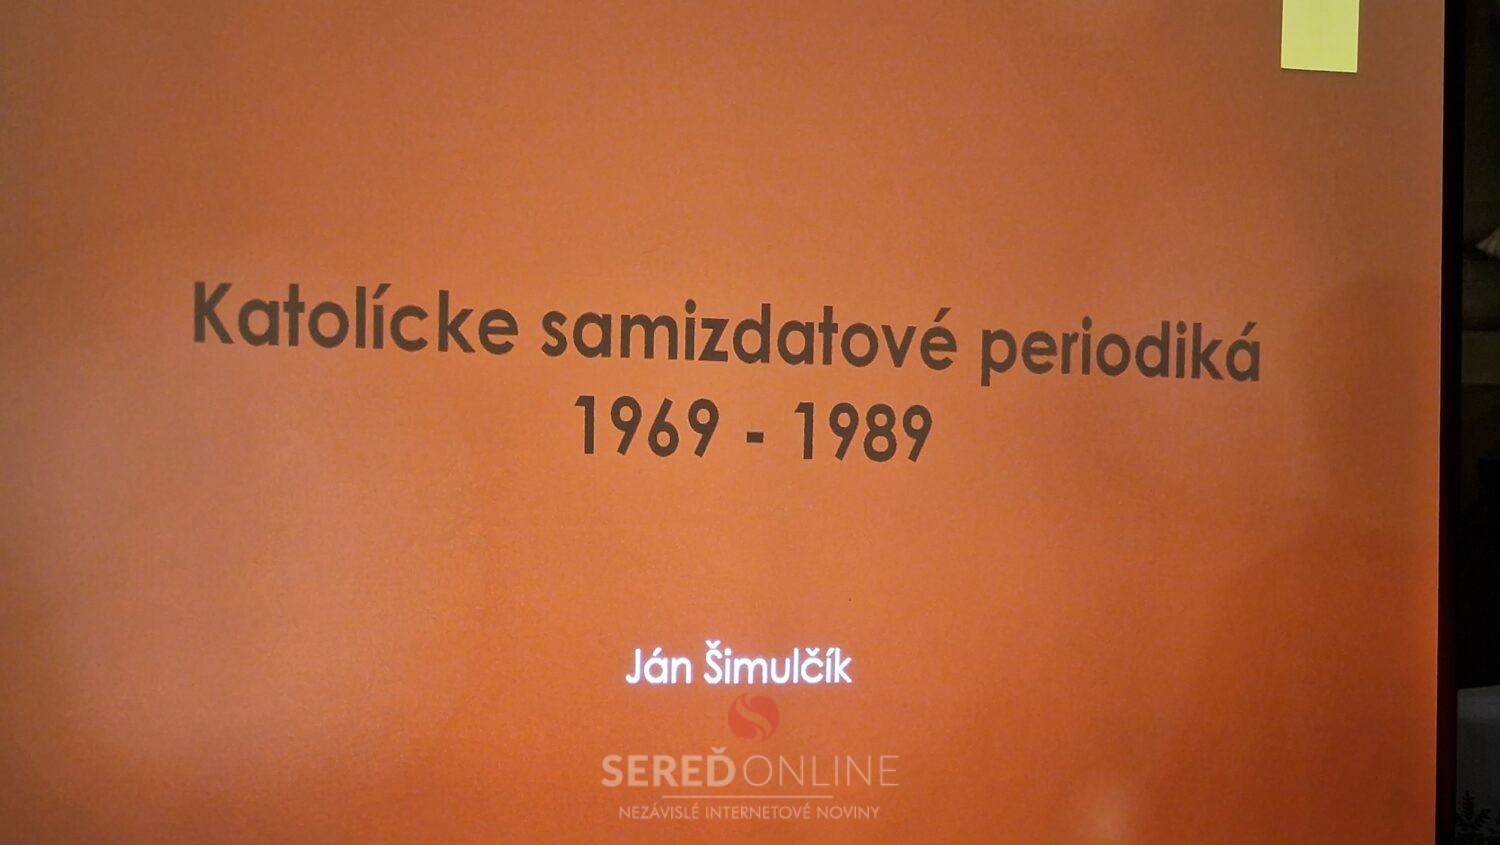 Katolícke samizdatové periodiká
1969 - 1989
Ján Šimulčík
SEREĎONLINE
NEZÁVISLÉ INTERNETOVÉ NOVINY